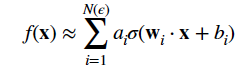 f(x) ≈ ∑_{i=1}^{N(ϵ)} a_i σ(w_i · x + b_i)